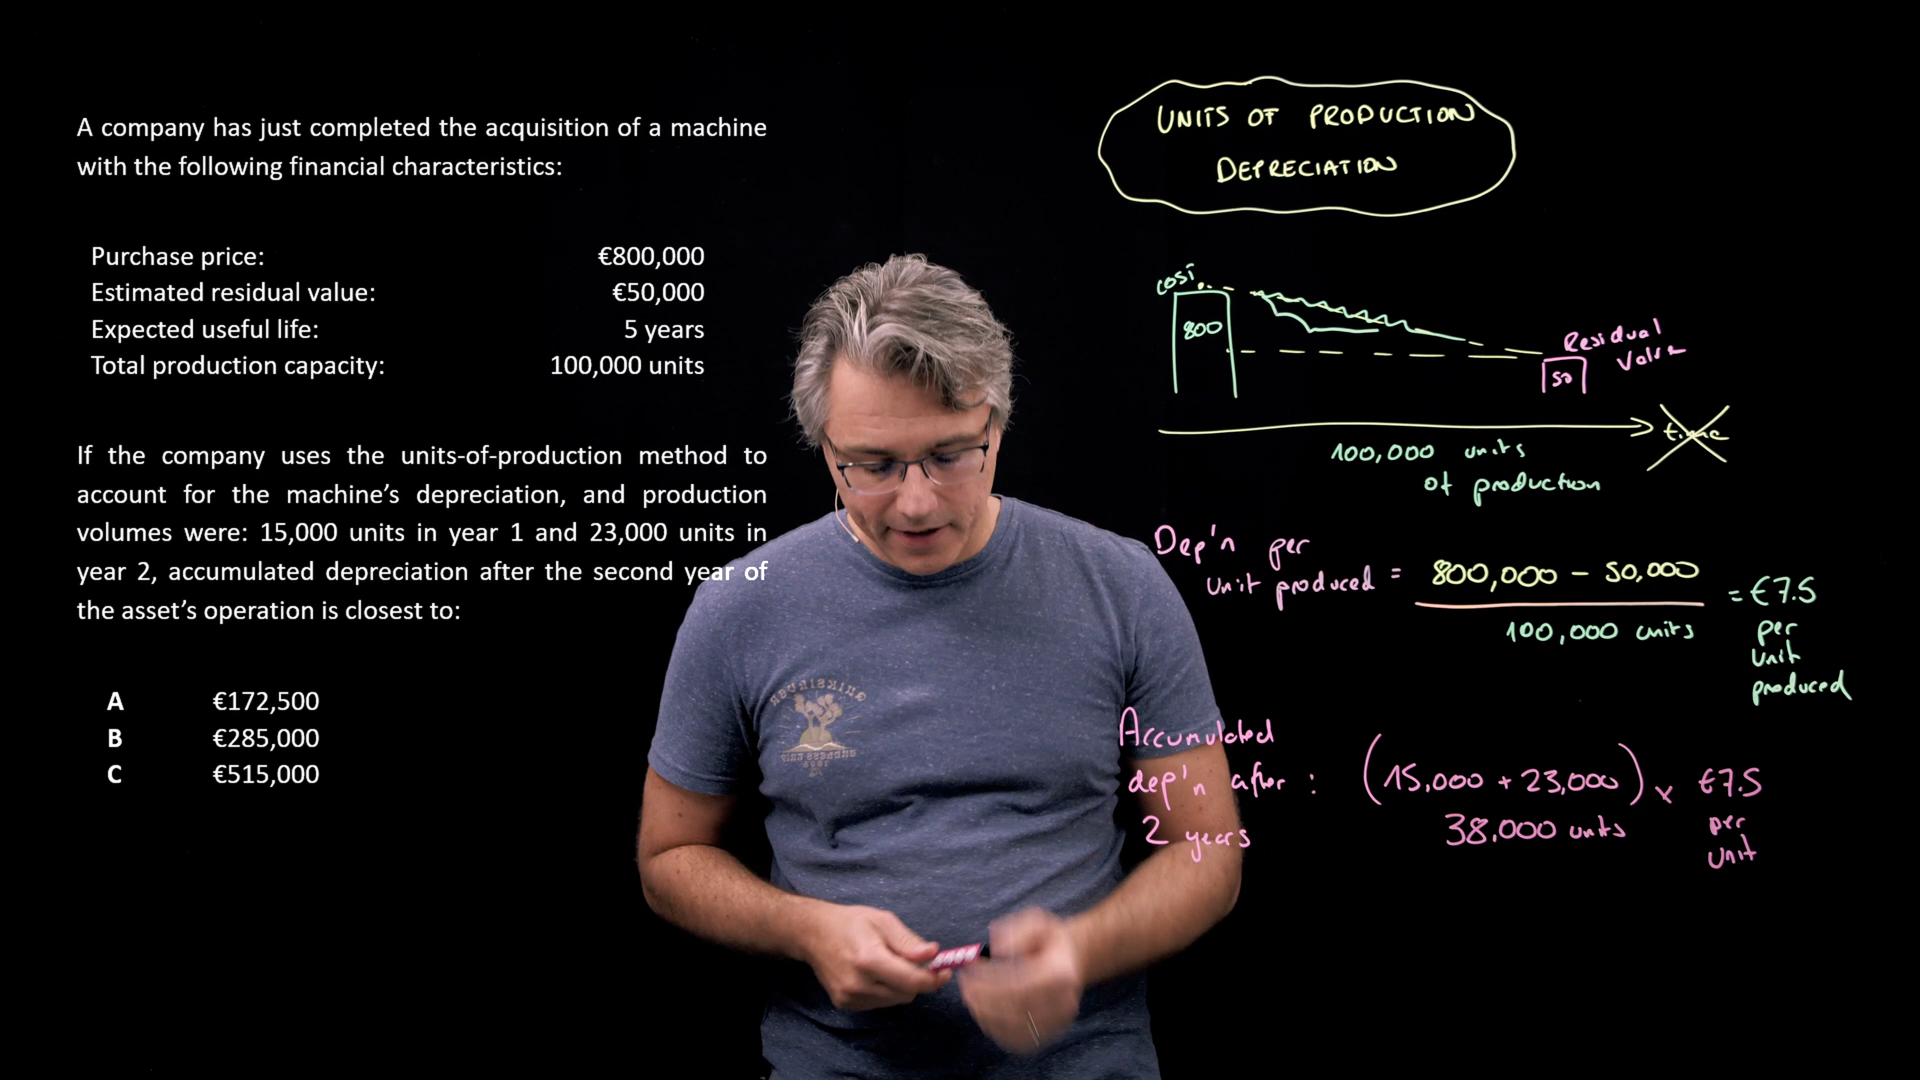 A company has just completed the acquisition of a machine
with the following financial characteristics:
Purchase price: €800,000
Estimated residual value: €50,000
Expected useful life: 5 years
Total production capacity: 100,000 units
If the company uses the units-of-production method to
account for the machine's depreciation, and production
volumes were: 15,000 units in year 1 and 23,000 units in
year 2, accumulated depreciation after the second year of
the asset's operation is closest to:
A €172,500
B €285,000
C €515,000
UNITS OF PRODUCTION
DEPRECIATION
cost
800
Residual
Value
50
time
100,000 units
of production
Dep'n per
Unit produced = 800,000 - 50,000
100,000 units
= €7.5
per
unit
produced
Accumulated
dep'n after : (15,000 + 23,000) x €7.5
2 years 38.000 units
per
unit
QUIKSILVER